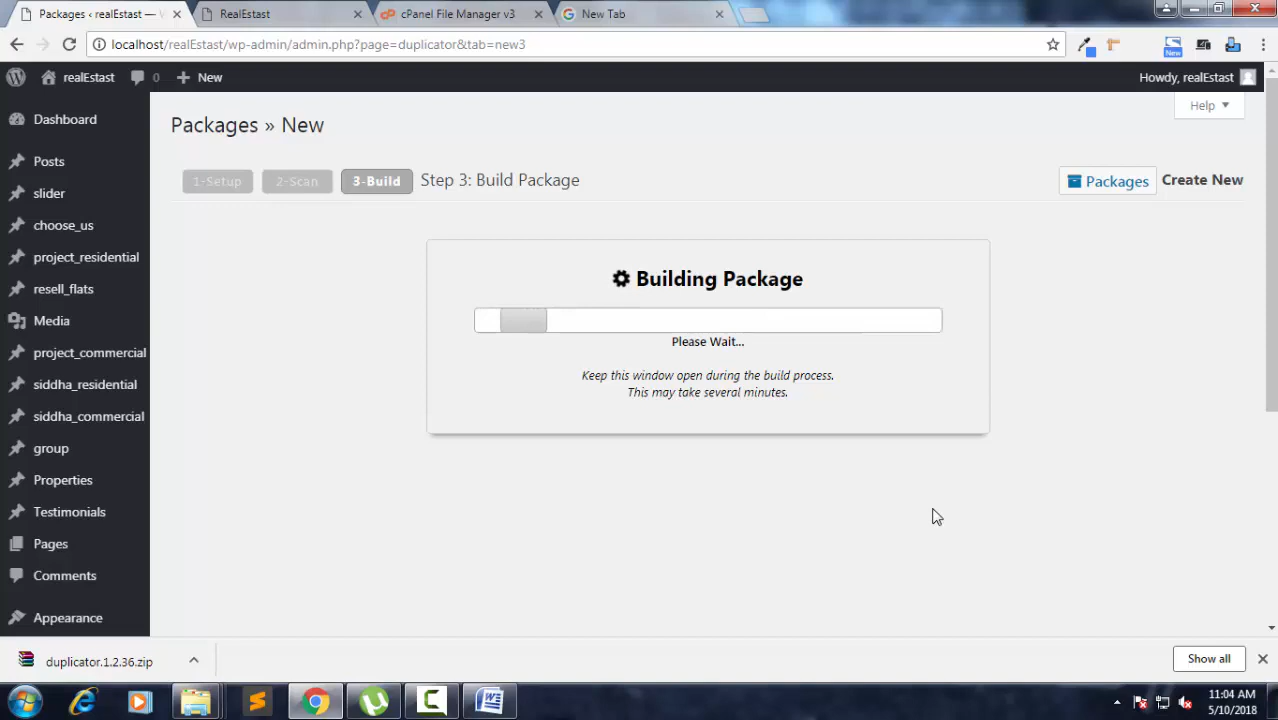 Packages ‹ realEstast — \
RealEstast
cPanel File Manager v3
New Tab
localhost/realEstast/wp-admin/admin.php?page=duplicator&tab=new3
New
realEstast
0
New
Howdy, realEstast
Help
Dashboard
Posts
slider
choose_us
project_residential
resell_flats
Media
project_commercial
siddha_residential
siddha_commercial
group
Properties
Testimonials
Pages
Comments
Appearance
Packages » New
1-Setup
2-Scan
3-Build
Step 3: Build Package
Packages
Create New
Building Package
Please Wait...
Keep this window open during the build process.
This may take several minutes.
duplicator.1.2.36.zip
Show all
11:04 AM
5/10/2018